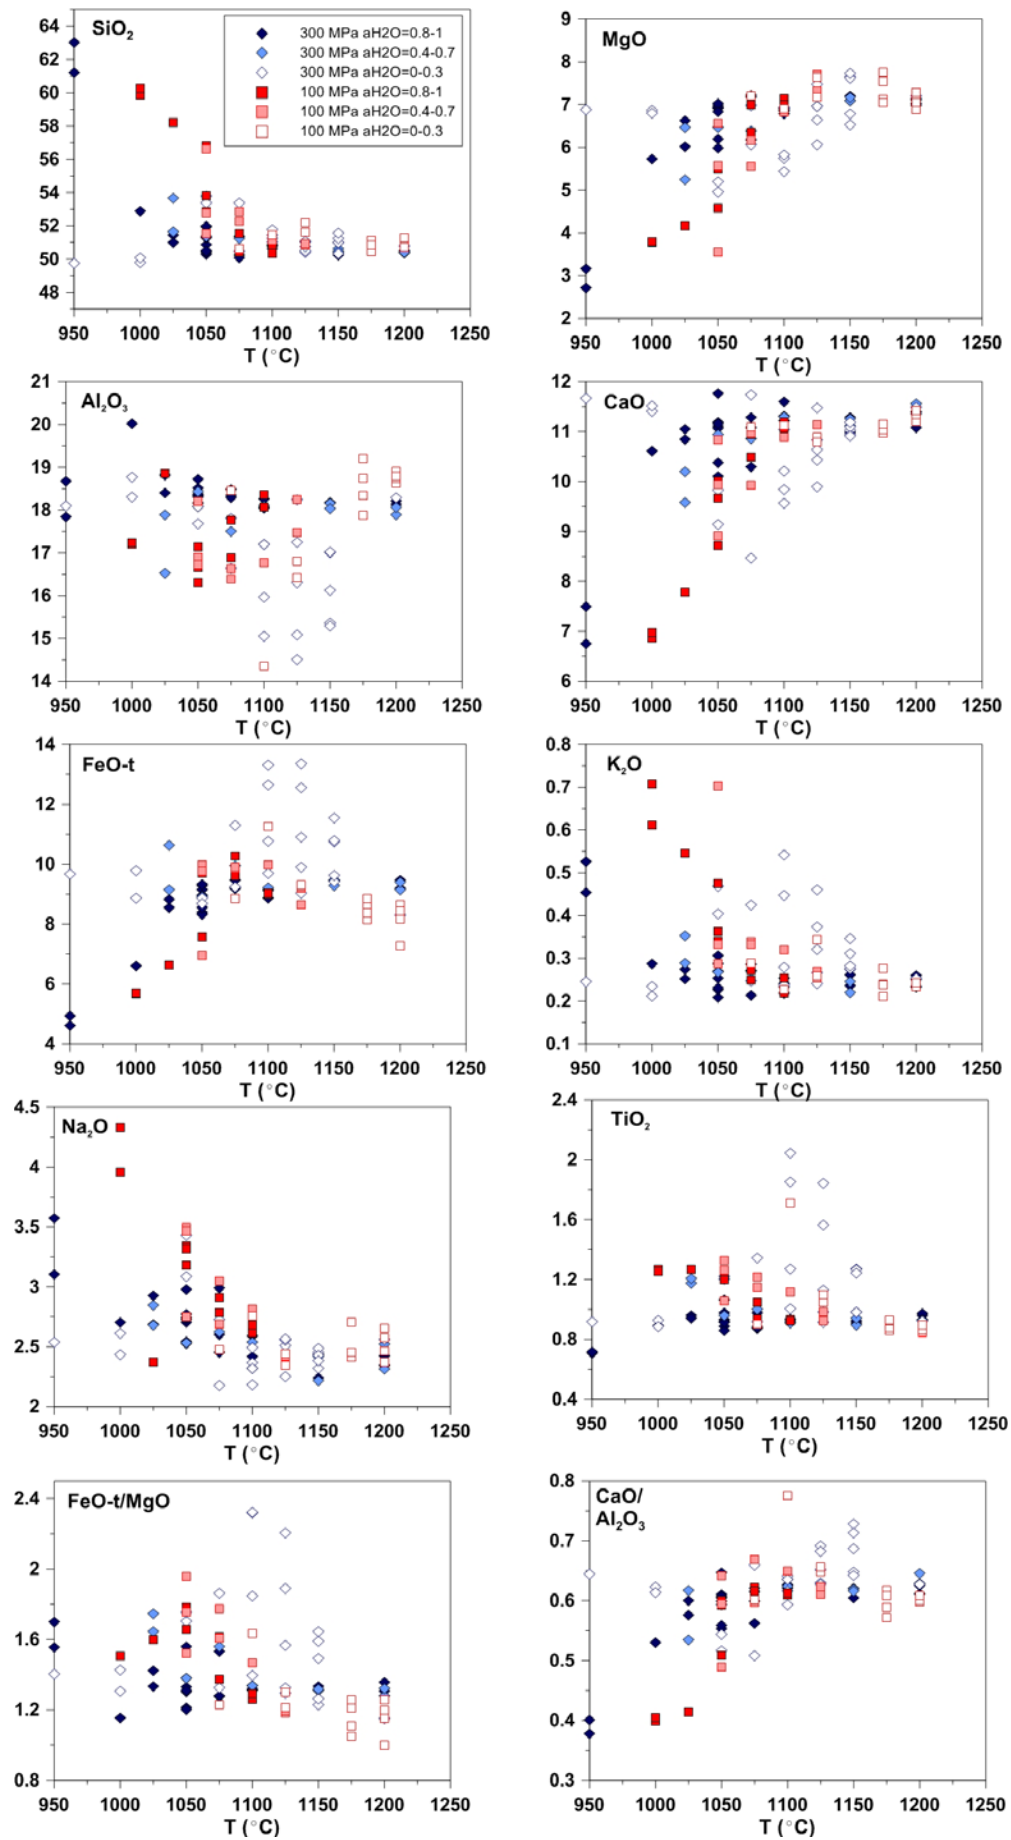 SiO₂
300 MPa aH2O=0.8-1
300 MPa aH2O=0.4-0.7
300 MPa aH2O=0-0.3
100 MPa aH2O=0.8-1
100 MPa aH2O=0.4-0.7
100 MPa aH2O=0-0.3
64
62
60
58
56
54
52
50
48
950 1000 1050 1100 1150 1200 1250
T (°C)
MgO
9
8
7
6
5
4
3
2
950 1000 1050 1100 1150 1200 1250
T (°C)
Al₂O₃
21
20
19
18
17
16
15
14
950 1000 1050 1100 1150 1200 1250
T (°C)
CaO
12
11
10
9
8
7
6
950 1000 1050 1100 1150 1200 1250
T (°C)
FeO-t
14
12
10
8
6
4
950 1000 1050 1100 1150 1200 1250
T (°C)
K₂O
0.8
0.7
0.6
0.5
0.4
0.3
0.2
0.1
950 1000 1050 1100 1150 1200 1250
T (°C)
Na₂O
4.5
4
3.5
3
2.5
2
950 1000 1050 1100 1150 1200 1250
T (°C)
TiO₂
2.4
2
1.6
1.2
0.8
0.4
950 1000 1050 1100 1150 1200 1250
T (°C)
FeO-t/MgO
2.4
2
1.6
1.2
0.8
950 1000 1050 1100 1150 1200 1250
T (°C)
CaO/
Al₂O₃
0.8
0.7
0.6
0.5
0.4
0.3
950 1000 1050 1100 1150 1200 1250
T (°C)